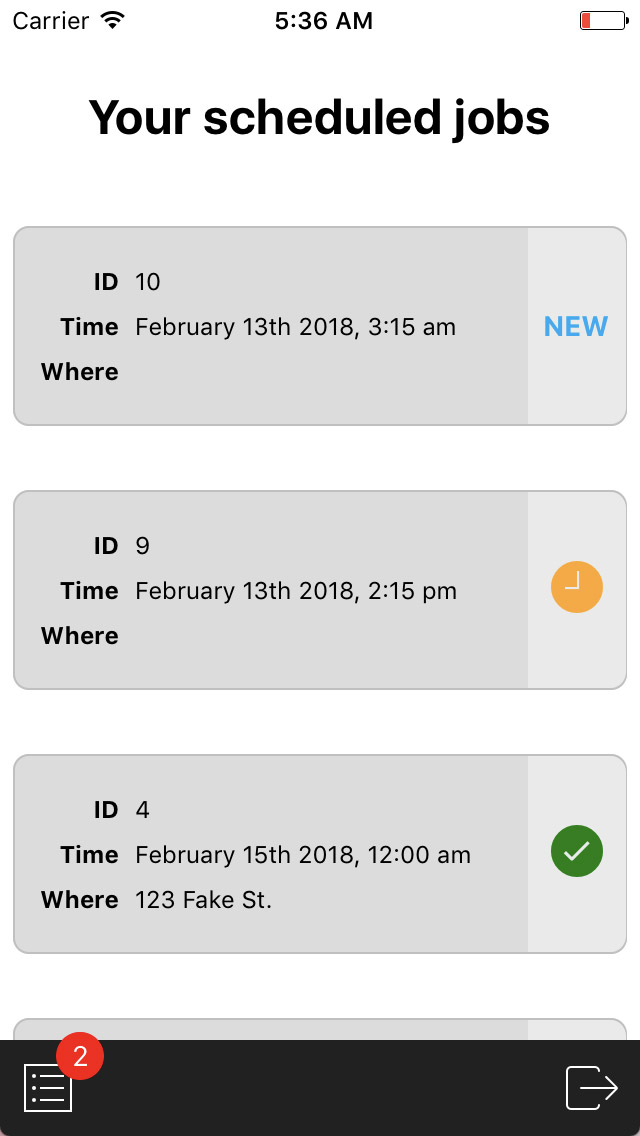 Carrier 5:36 AM
Your scheduled jobs
ID 10
Time February 13th 2018, 3:15 am
Where
NEW
ID 9
Time February 13th 2018, 2:15 pm
Where
ID 4
Time February 15th 2018, 12:00 am
Where 123 Fake St.
2